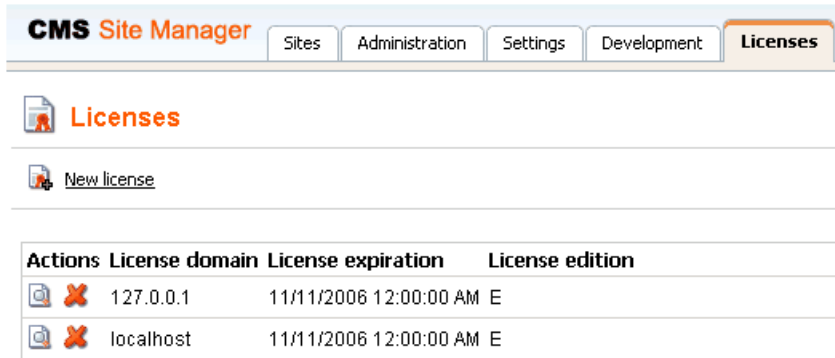 CMS Site Manager Sites Administration Settings Development Licenses
Licenses
New license
Actions License domain License expiration License edition
127.0.0.1 11/11/2006 12:00:00 AM E
localhost 11/11/2006 12:00:00 AM E